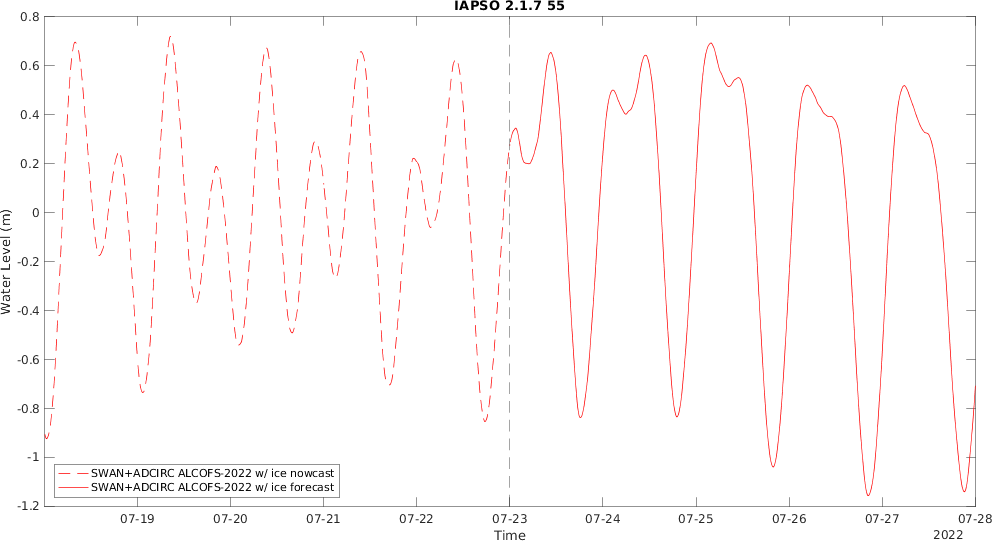 IAPSO 2.1.7 55
Water Level (m)
0.8
0.6
0.4
0.2
0
-0.2
-0.4
-0.6
-0.8
-1
-1.2
SWAN+ADCIRC ALCOFS-2022 w/ ice nowcast
SWAN+ADCIRC ALCOFS-2022 w/ ice forecast
07-19 07-20 07-21 07-22 07-23 07-24 07-25 07-26 07-27 07-28
Time
2022